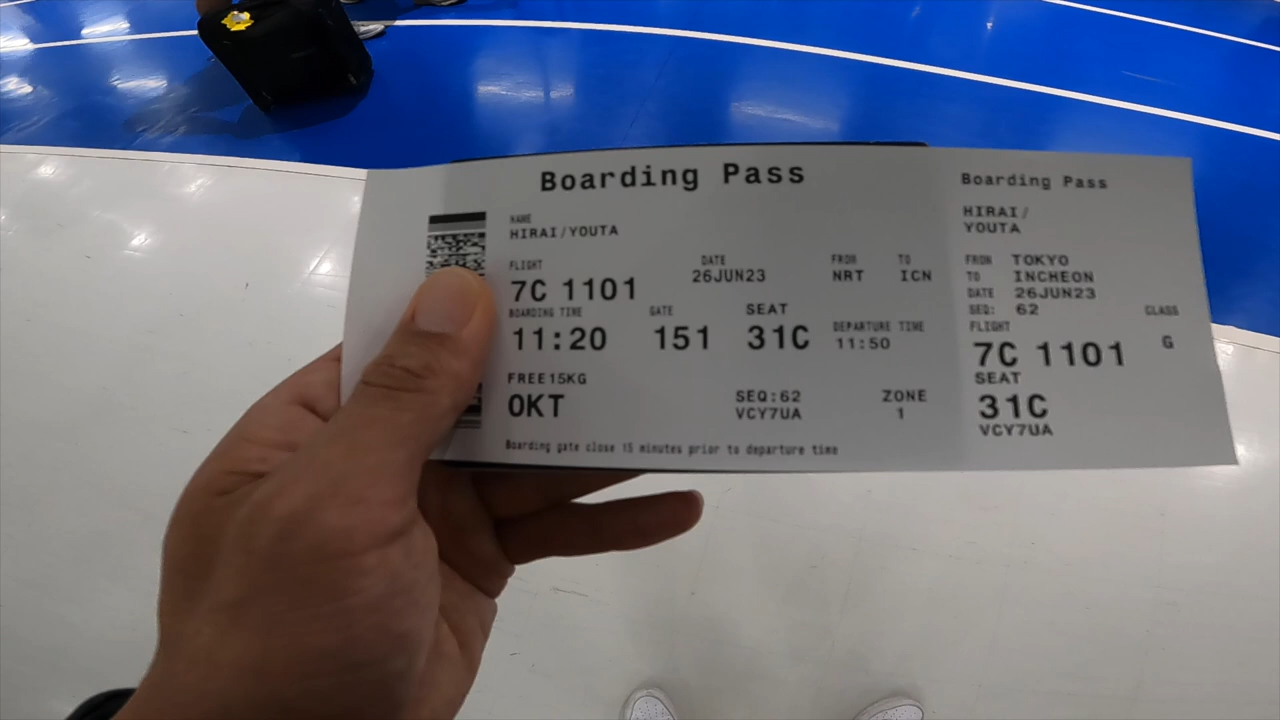 Boarding Pass
NAME
HIRAI/YOUTA
FLIGHT
7C 1101
DATE
26JUN23
FROM TO
NRT ICN
BOARDING TIME
11:20
GATE
151
SEAT
31C
DEPARTURE TIME
11:50
FREE15KG
OKT
SEQ:62
VCY7UA
ZONE
1
Boarding gate close 15 minutes prior to departure time
Boarding Pass
HIRAI/
YOUTA
FROM TOKYO
TO INCHEON
DATE 26JUN23
SEQ: 62
CLASS
FLIGHT
7C 1101 G
SEAT
31C
VCY7UA